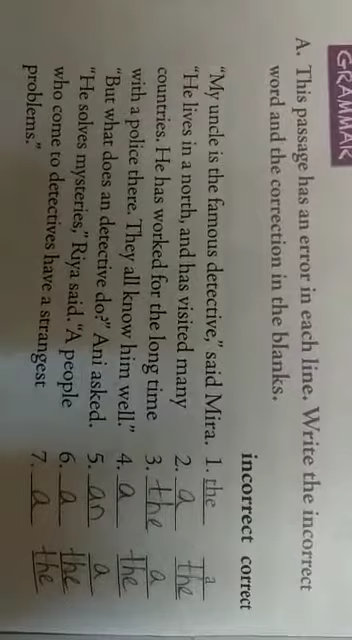 GRAMMAR
A. This passage has an error in each line. Write the incorrect
word and the correction in the blanks.
incorrect correct
"My uncle is the famous detective," said Mira. 1. the a
"He lives in a north, and has visited many 2. a the
countries. He has worked for the long time 3. the a
with a police there. They all know him well." 4. a the
"But what does an detective do?" Ani asked. 5. an a
"He solves mysteries," Riya said. "A people 6. a the
who come to detectives have a strangest 7. a the
problems."